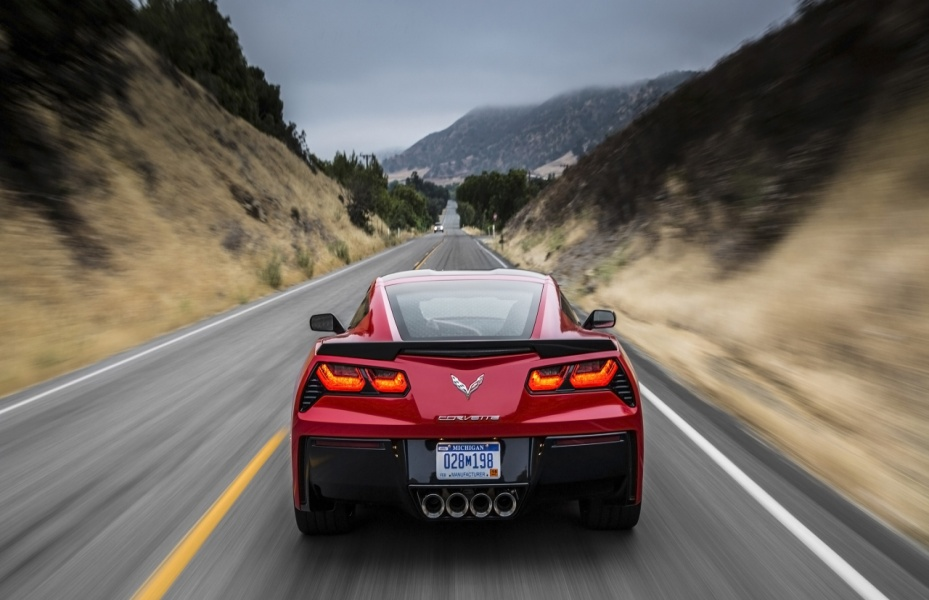 CORVETTE
MICHIGAN
028M198
MANUFACTURER